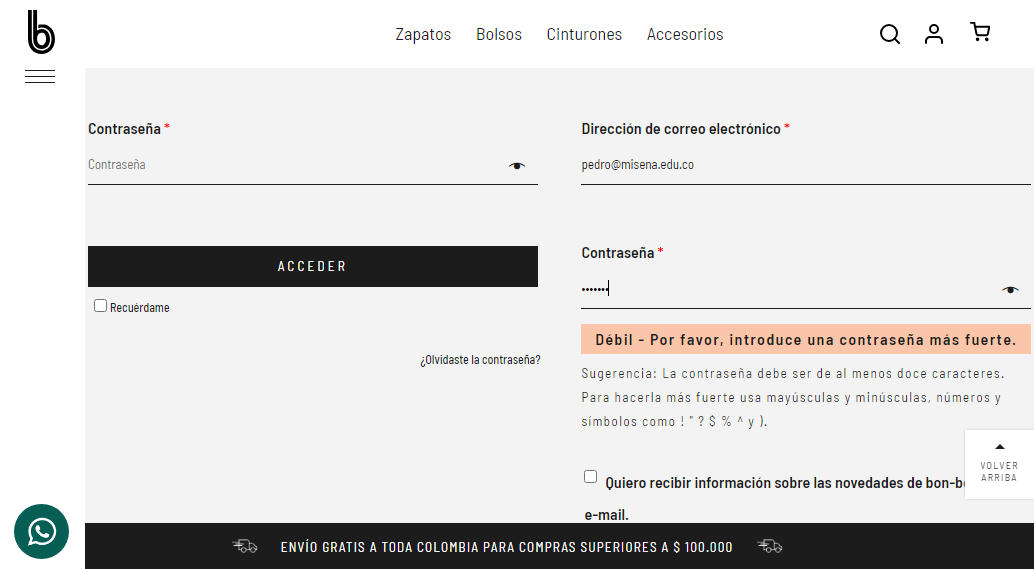 b
Zapatos Bolsos Cinturones Accesorios
Contraseña *
Contraseña
ACCEDER
Recuérdame
¿Olvidaste la contraseña?
Dirección de correo electrónico *
pedro@misena.edu.co
Contraseña *
•••••••
Débil - Por favor, introduce una contraseña más fuerte.
Sugerencia: La contraseña debe ser de al menos doce caracteres.
Para hacerla más fuerte usa mayúsculas y minúsculas, números y
símbolos como ! " ? $ % ^ y ).
Quiero recibir información sobre las novedades de
e-mail.
VOLVER
ARRIBA
ENVÍO GRATIS A TODA COLOMBIA PARA COMPRAS SUPERIORES A $ 100.000